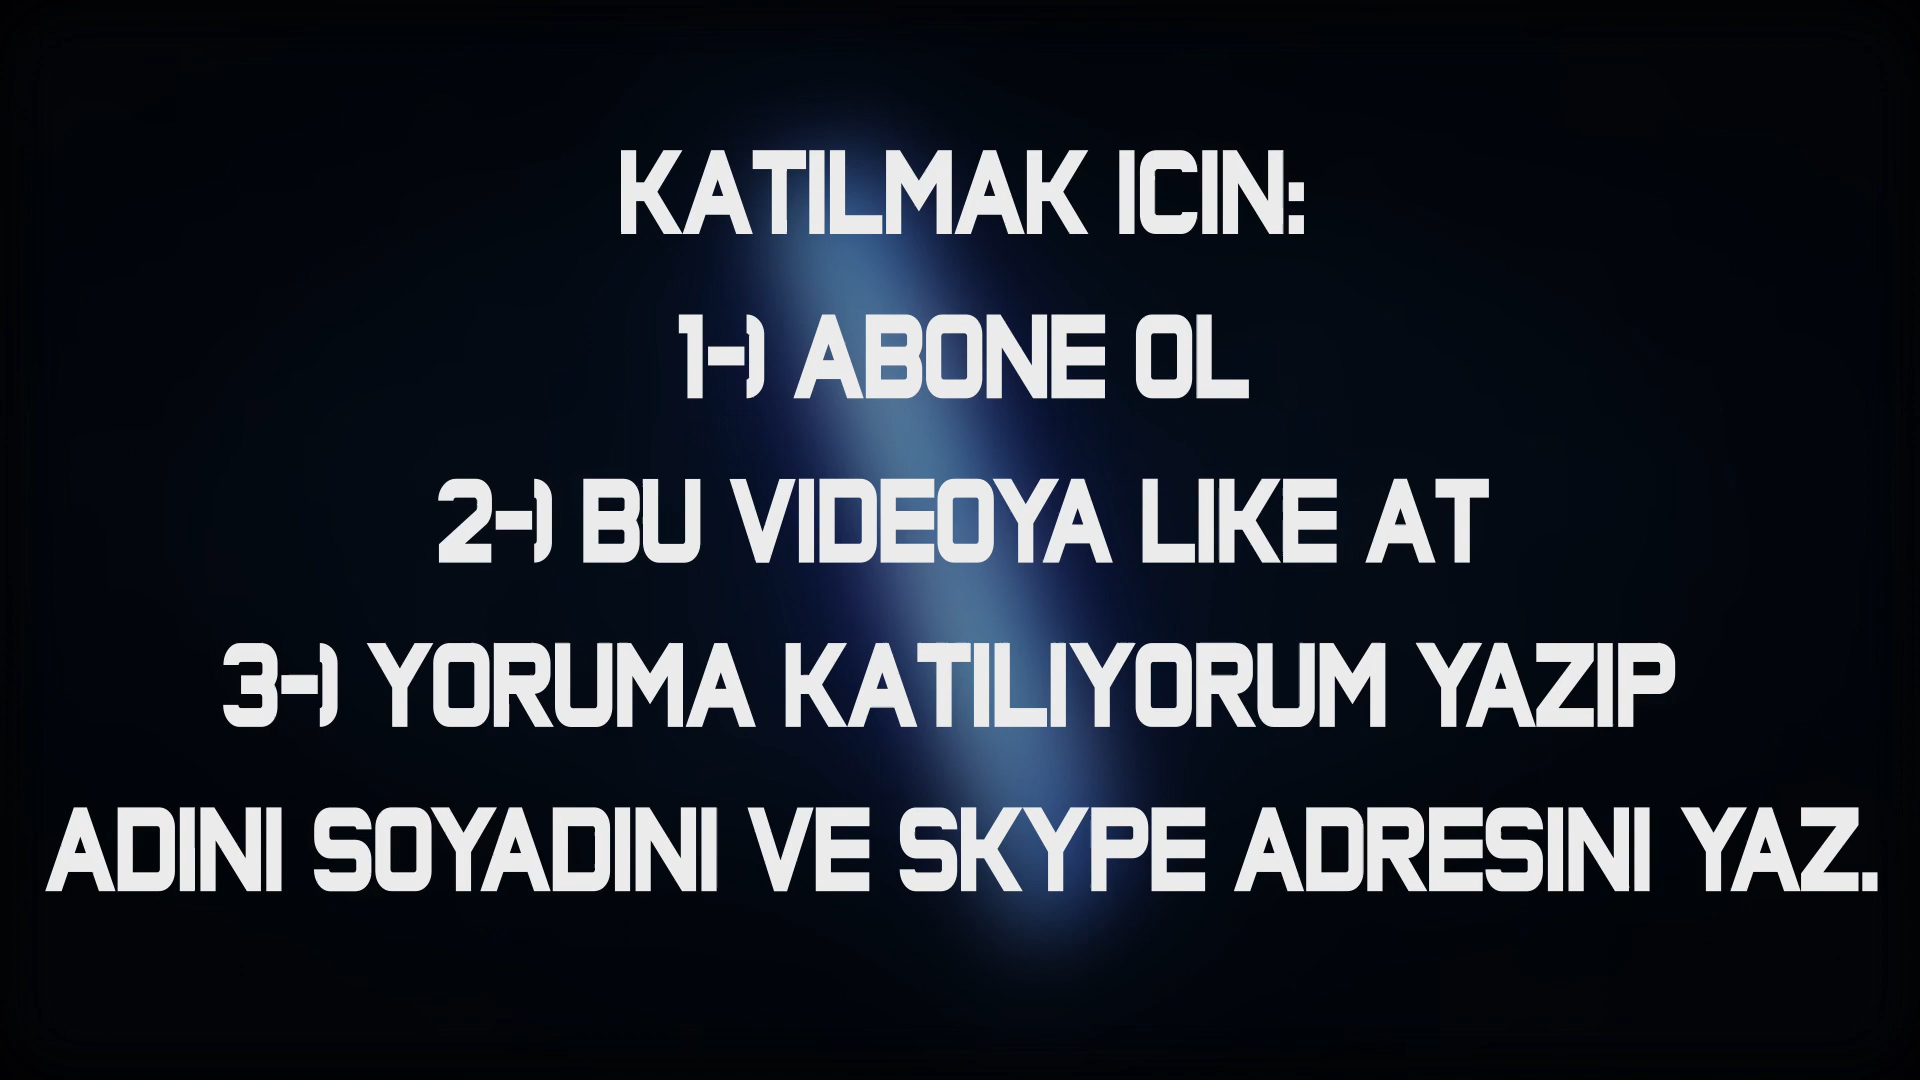 KATILMAK ICIN:
1-) ABONE OL
2-) BU VIDEOYA LIKE AT
3-) YORUMA KATILIYORUM YAZIP
ADINI SOYADINI VE SKYPE ADRESINI YAZ.